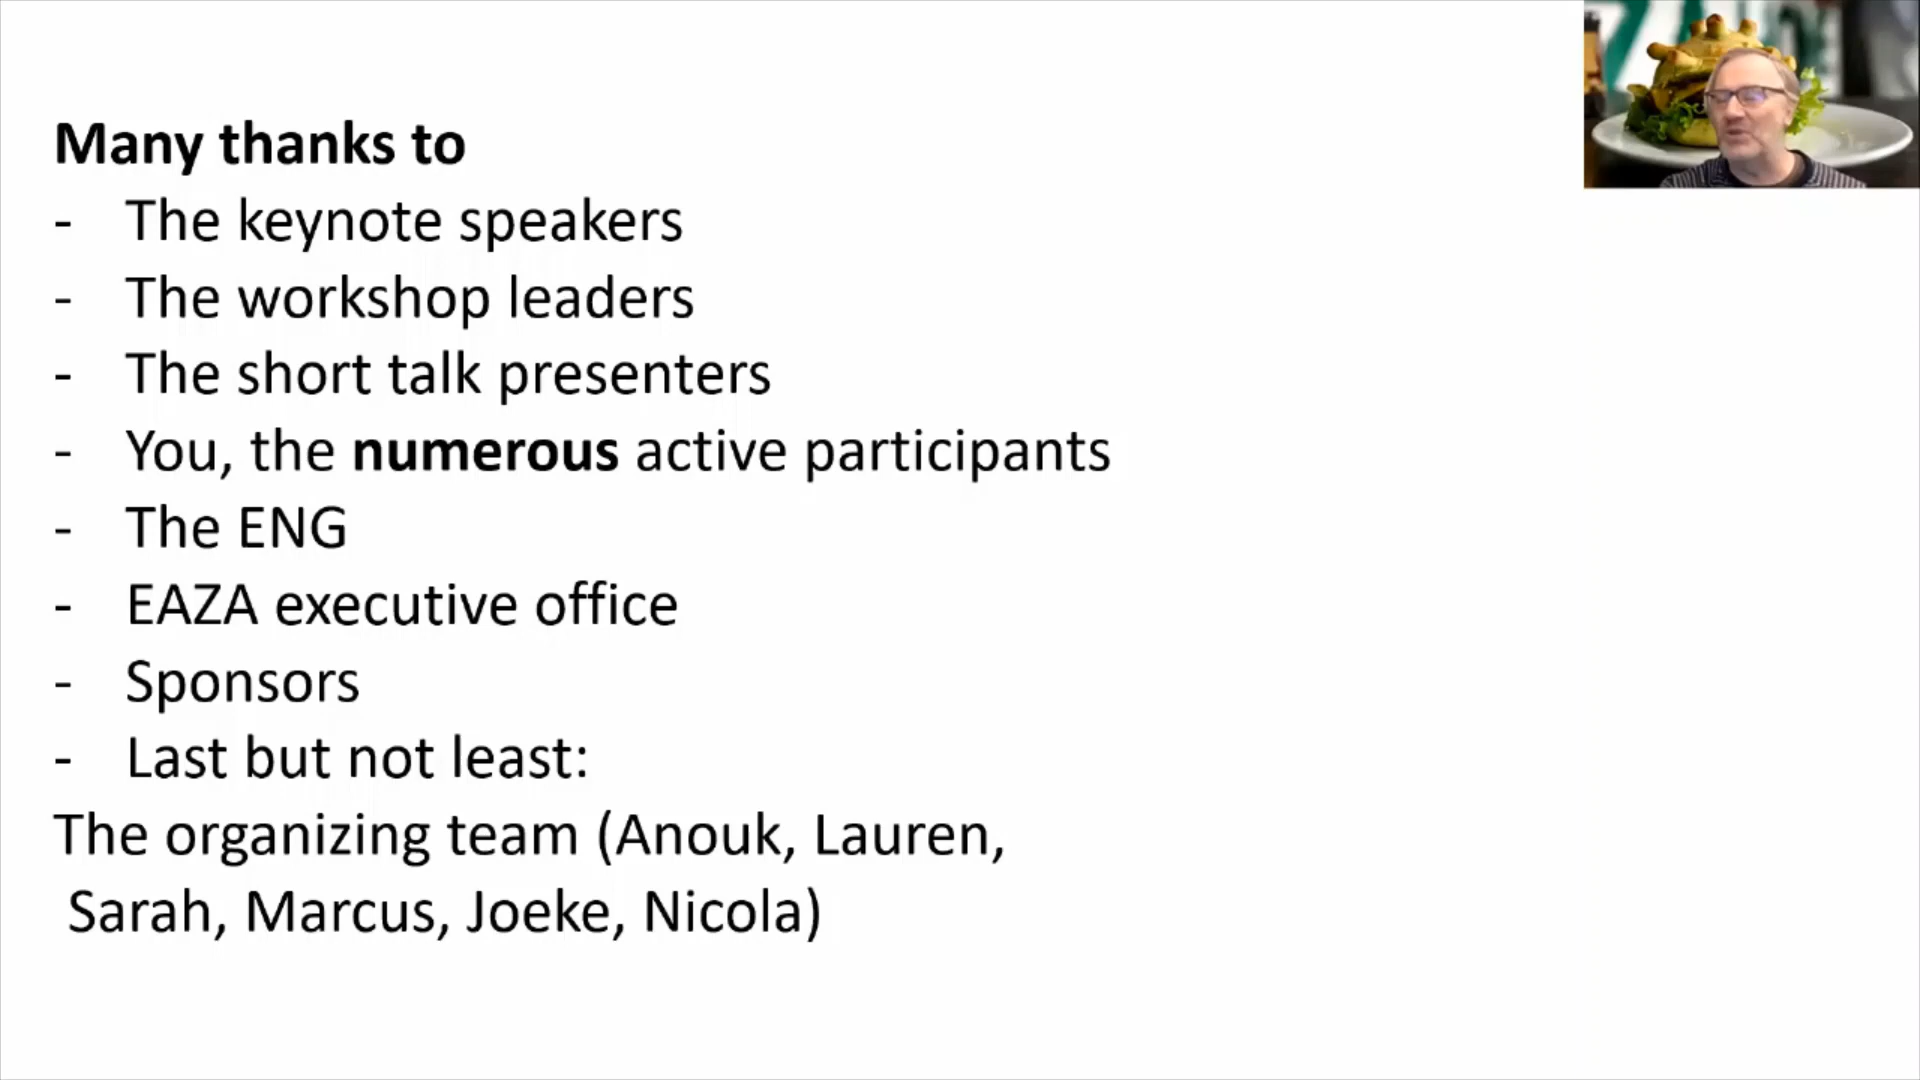 Many thanks to
- The keynote speakers
- The workshop leaders
- The short talk presenters
- You, the numerous active participants
- The ENG
- EAZA executive office
- Sponsors
- Last but not least:
The organizing team (Anouk, Lauren,
Sarah, Marcus, Joeke, Nicola)